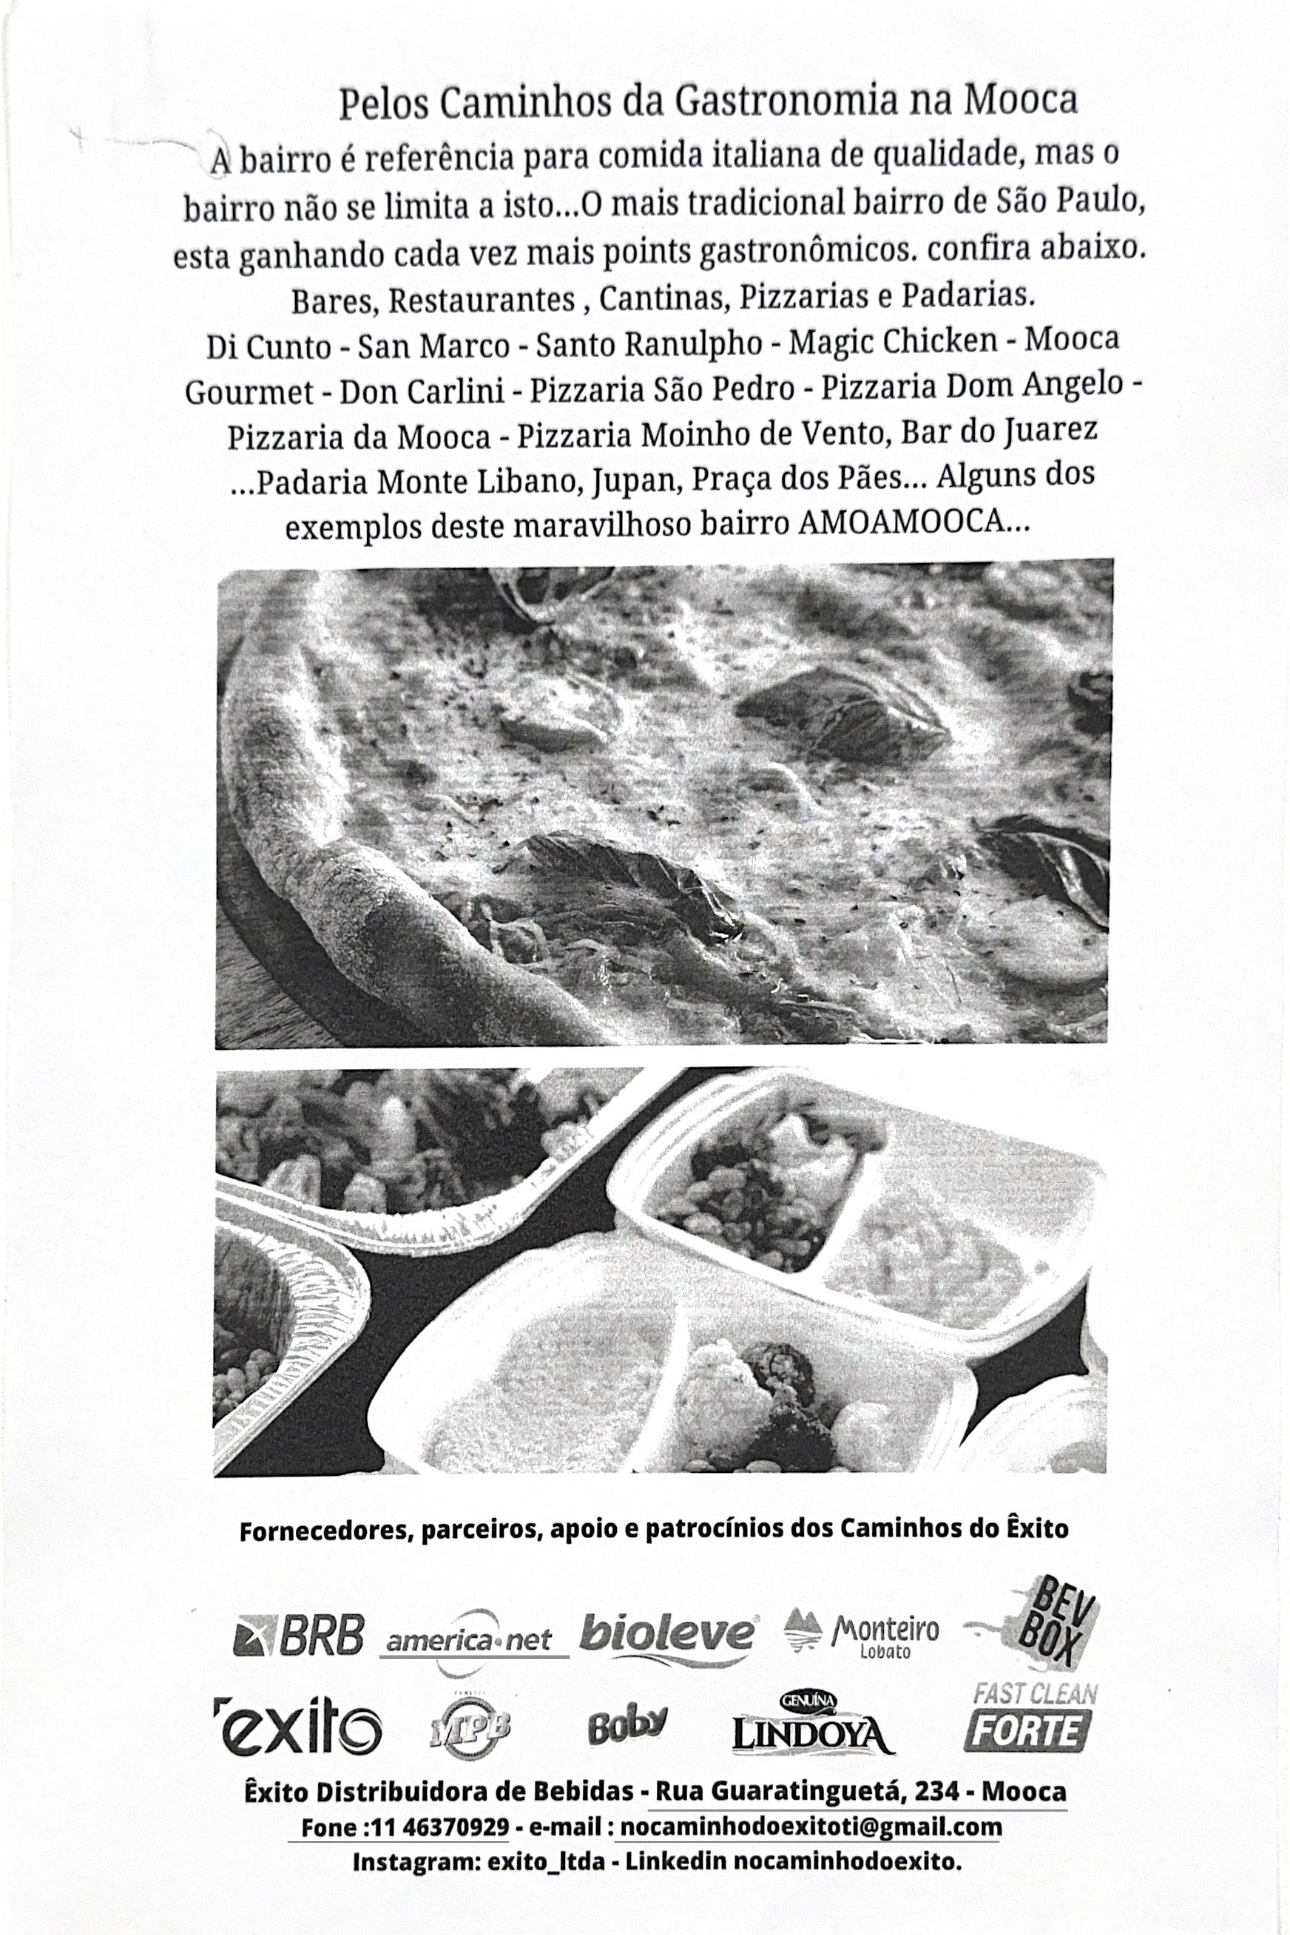 Pelos Caminhos da Gastronomia na Mooca
A bairro é referência para comida italiana de qualidade, mas o
bairro não se limita a isto...O mais tradicional bairro de São Paulo,
esta ganhando cada vez mais points gastronômicos. confira abaixo.
Bares, Restaurantes , Cantinas, Pizzarias e Padarias.
Di Cunto - San Marco - Santo Ranulpho - Magic Chicken - Mooca
Gourmet - Don Carlini - Pizzaria São Pedro - Pizzaria Dom Angelo -
Pizzaria da Mooca - Pizzaria Moinho de Vento, Bar do Juarez
...Padaria Monte Libano, Jupan, Praça dos Pães... Alguns dos
exemplos deste maravilhoso bairro AMOAMOOCA...
Fornecedores, parceiros, apoio e patrocínios dos Caminhos do Êxito
BRB america.net bioleve Monteiro Lobato BEV BOX
exito MPB Boby GENUÍNA LINDOYA FAST CLEAN FORTE
Êxito Distribuidora de Bebidas - Rua Guaratinguetá, 234 - Mooca
Fone :11 46370929 - e-mail : nocaminhodoexitoti@gmail.com
Instagram: exito_ltda - Linkedin nocaminhodoexito.